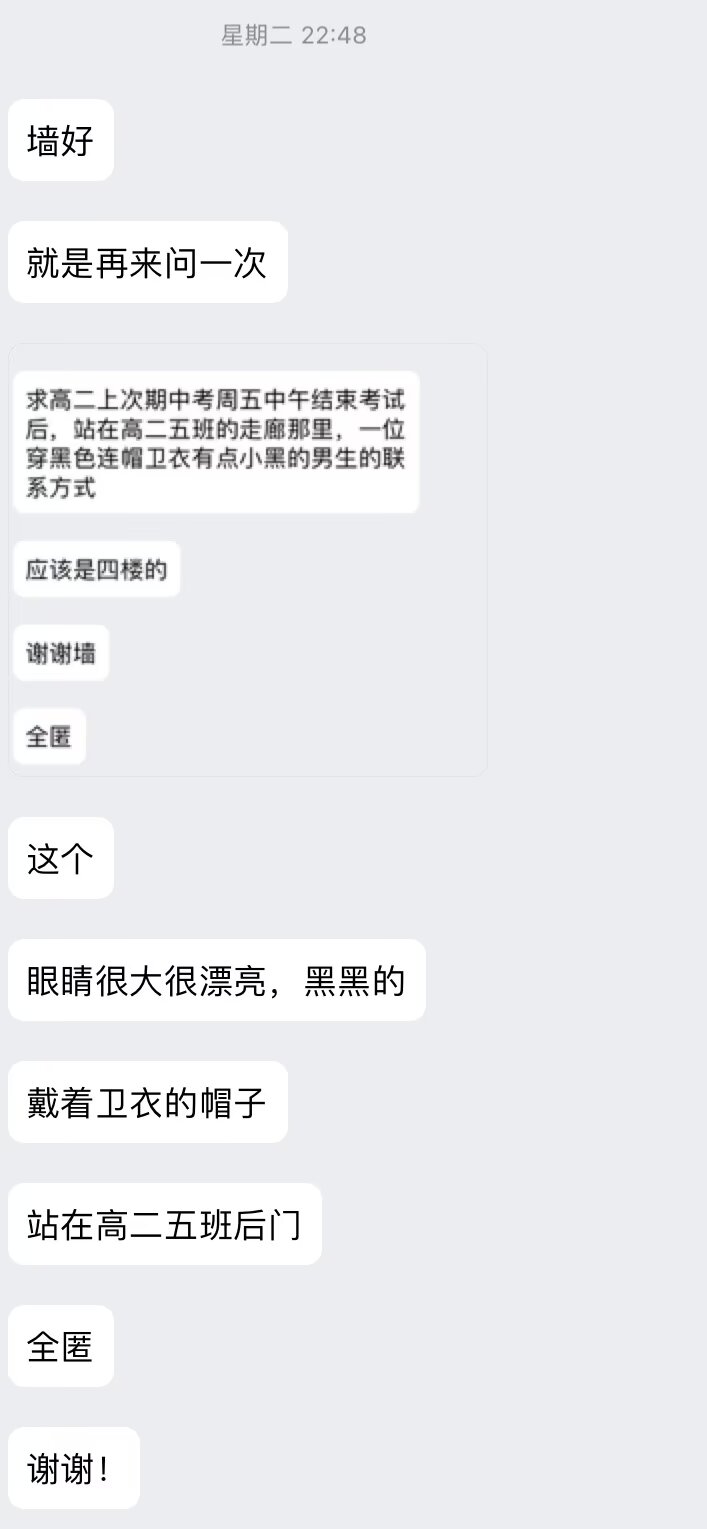 星期二 22:48
墙好
就是再来问一次
求高二上次期中考周五中午结束考试
后，站在高二五班的走廊那里，一位
穿黑色连帽卫衣有点小黑的男生的联
系方式
应该是四楼的
谢谢墙
全匿
这个
眼睛很大很漂亮，黑黑的
戴着卫衣的帽子
站在高二五班后门
全匿
谢谢！